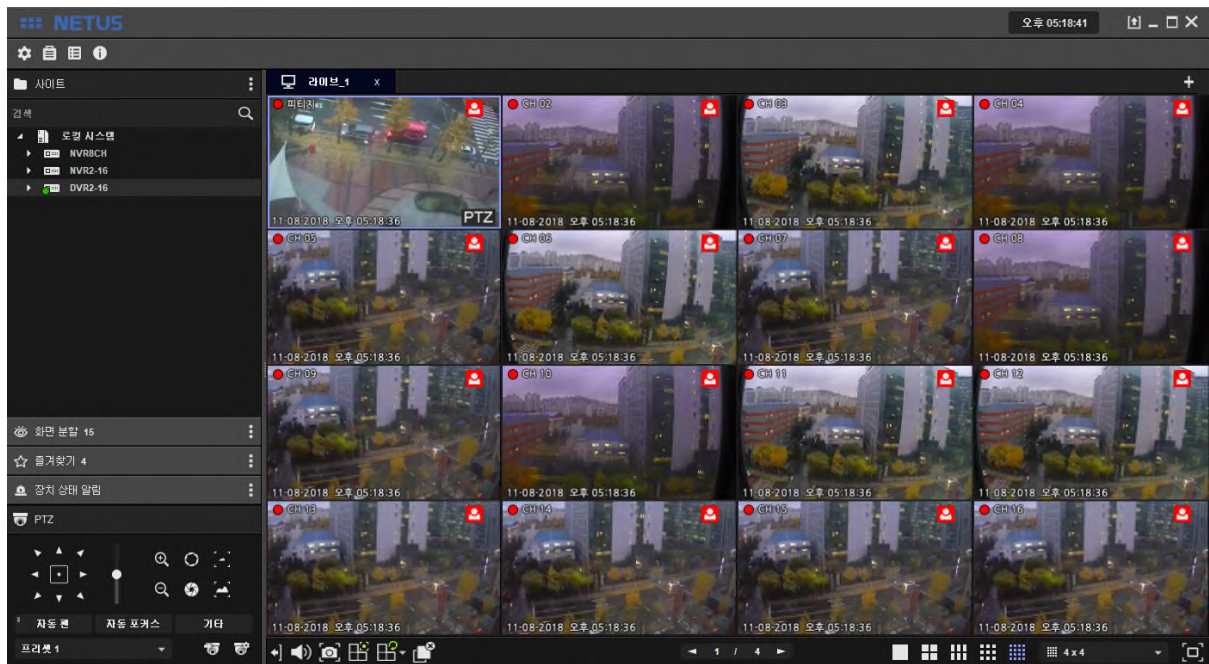 NETUS
오후 05:18:41
사이트
라이브_1 x
검색
로컬 시스템
NVR8CH
NVR2-16
DVR2-16
화면 분할 15
즐겨찾기 4
장치 상태 알림
PTZ
자동 팬 자동 포커스 기타
프리셋 1
피티지
11-08-2018 오후 05:18:36
PTZ
CH 02
11-08-2018 오후 05:18:36
CH 03
11-08-2018 오후 05:18:36
CH 04
11-08-2018 오후 05:18:36
CH 05
11-08-2018 오후 05:18:36
CH 06
11-08-2018 오후 05:18:36
CH 07
11-08-2018 오후 05:18:36
CH 08
11-08-2018 오후 05:18:36
CH 09
11-08-2018 오후 05:18:36
CH 10
11-08-2018 오후 05:18:36
CH 11
11-08-2018 오후 05:18:36
CH 12
11-08-2018 오후 05:18:36
CH 13
11-08-2018 오후 05:18:36
CH 14
11-08-2018 오후 05:18:36
CH 15
11-08-2018 오후 05:18:36
CH 16
11-08-2018 오후 05:18:36
1 / 4
4 x 4